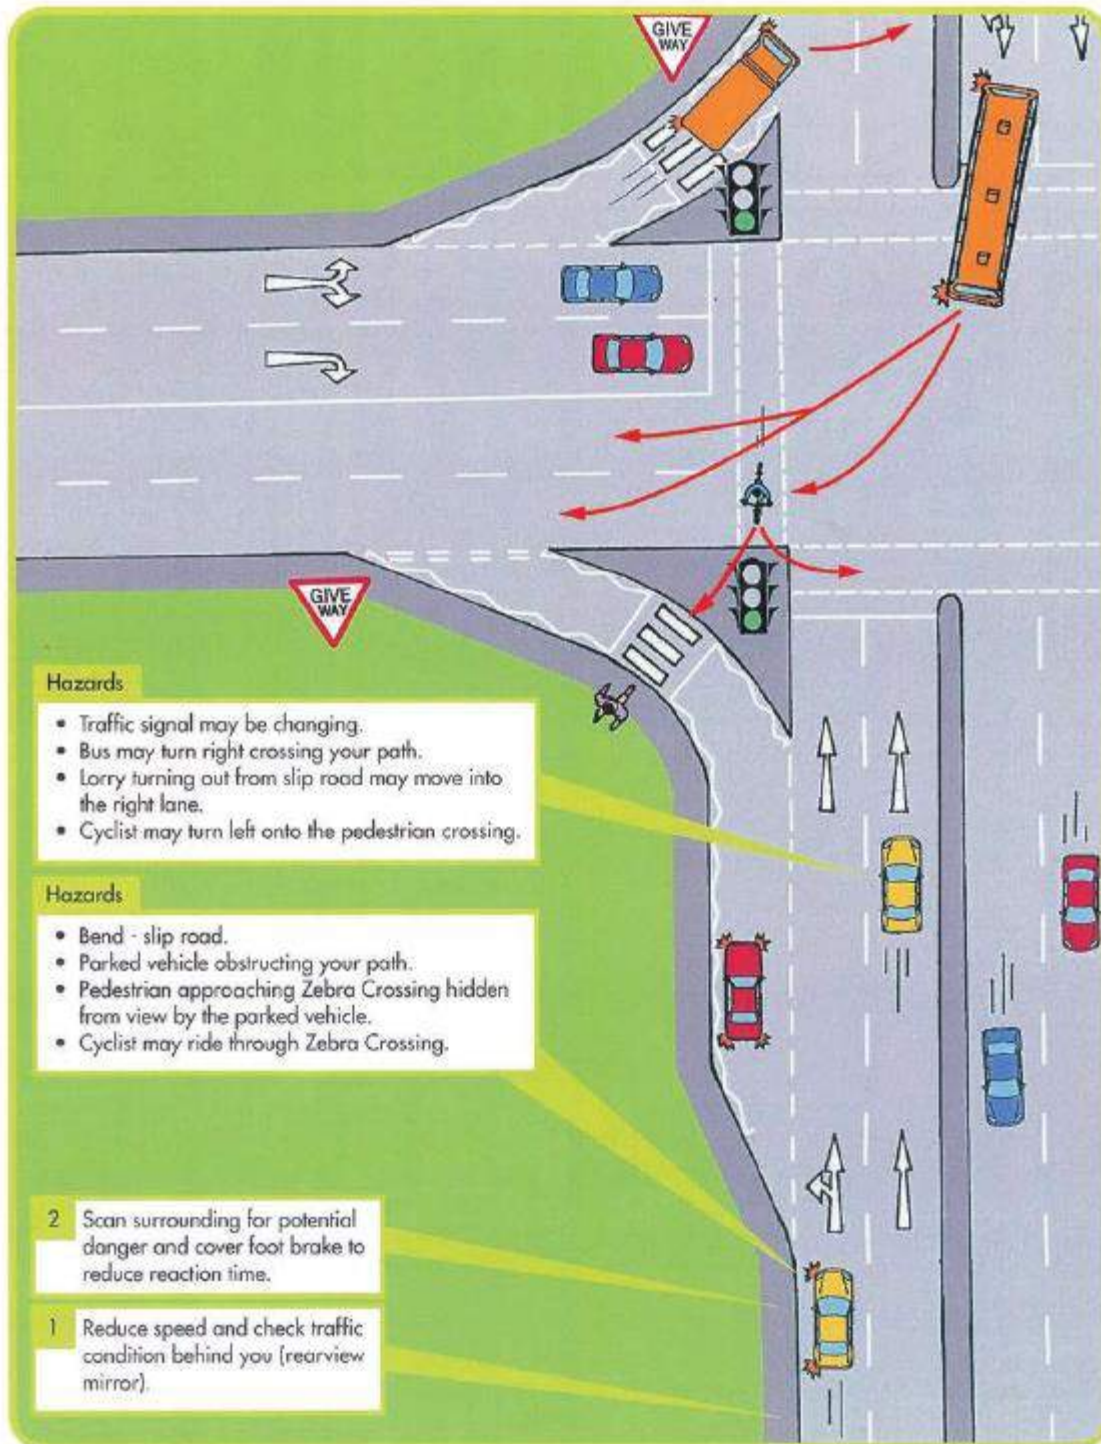 GIVE
WAY
GIVE
WAY
Hazards
• Traffic signal may be changing.
• Bus may turn right crossing your path.
• Lorry turning out from slip road may move into
the right lane.
• Cyclist may turn left onto the pedestrian crossing.
Hazards
• Bend - slip road.
• Parked vehicle obstructing your path.
• Pedestrian approaching Zebra Crossing hidden
from view by the parked vehicle.
• Cyclist may ride through Zebra Crossing.
2 Scan surrounding for potential
danger and cover foot brake to
reduce reaction time.
1 Reduce speed and check traffic
condition behind you (rearview
mirror).